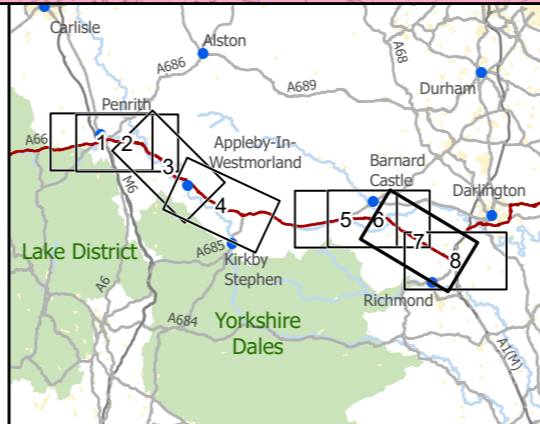 Carlisle
Alston
A68
A686
A689
Durham
Penrith
A66
1
2
3
Appleby-In-
Westmorland
Barnard
Castle
Darlington
M6
4
5
6
7
8
Lake District
A685
Kirkby
Stephen
Richmond
A6
A684
Yorkshire
Dales
A1(M)